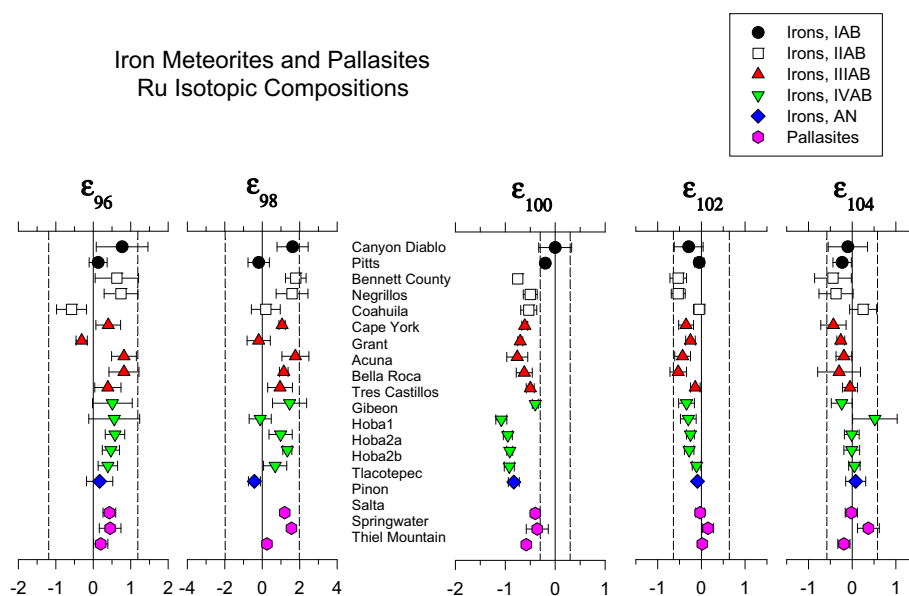 Iron Meteorites and Pallasites
Ru Isotopic Compositions
Irons, IAB
Irons, IIAB
Irons, IIIAB
Irons, IVAB
Irons, AN
Pallasites
ε96
ε98
ε100
ε102
ε104
Canyon Diablo
Pitts
Bennett County
Negrillos
Coahuila
Cape York
Grant
Acuna
Bella Roca
Tres Castillos
Gibeon
Hoba1
Hoba2a
Hoba2b
Tlacotepec
Pinon
Salta
Springwater
Thiel Mountain
-2 -1 0 1 2
-4 -2 0 2 4
-2 -1 0 1
-1 0 1
-1 0 1